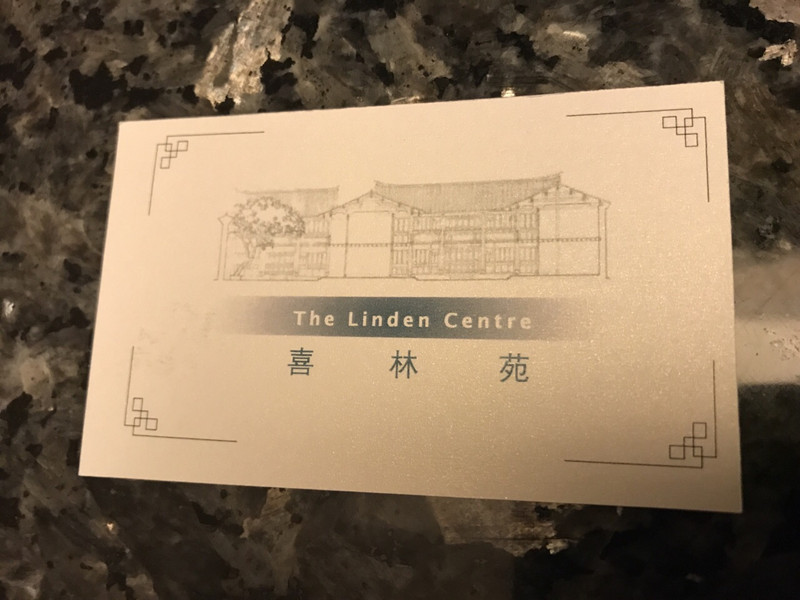 The Linden Centre
喜林苑